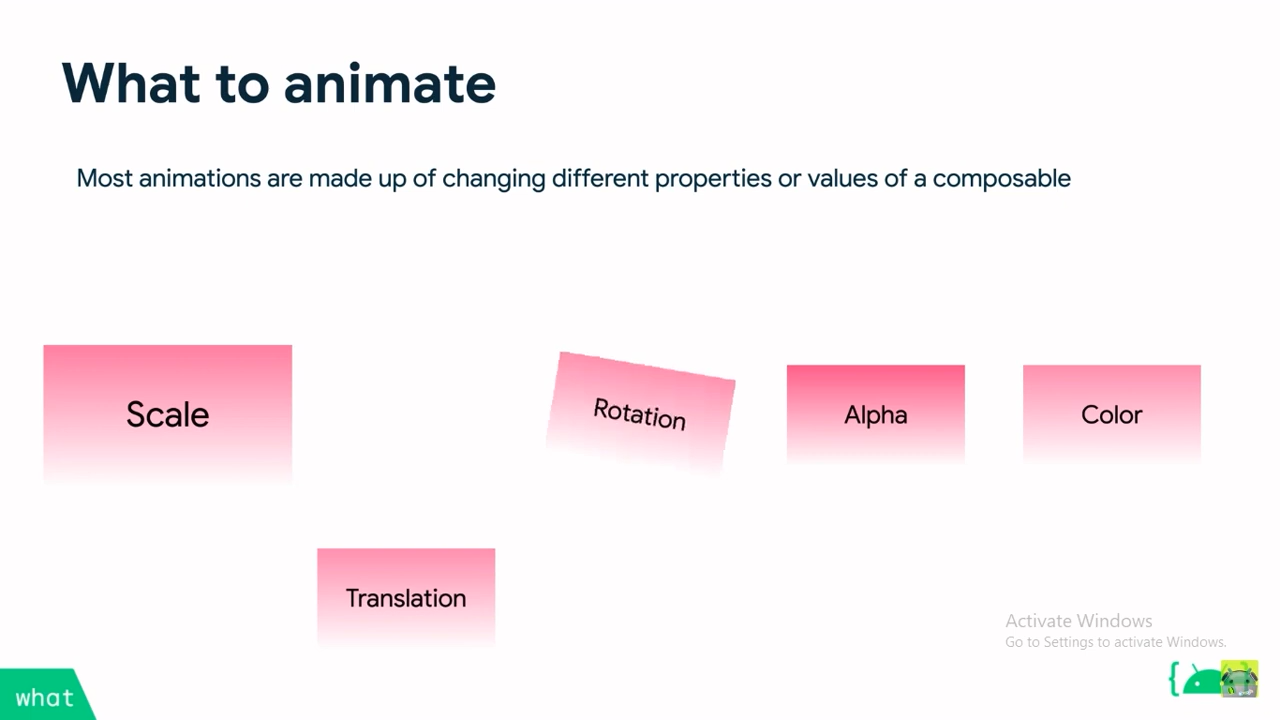 What to animate
Most animations are made up of changing different properties or values of a composable
Scale
Rotation
Alpha
Color
Translation
Activate Windows
Go to Settings to activate Windows.
what
{